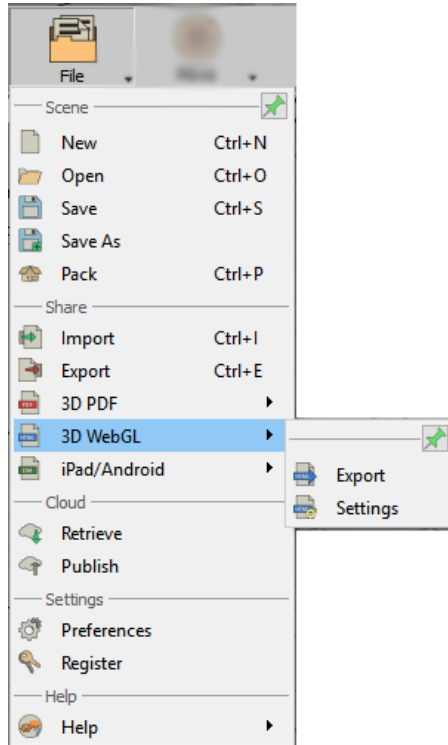 File
Scene
New Ctrl+N
Open Ctrl+O
Save Ctrl+S
Save As
Pack Ctrl+P
Share
Import Ctrl+I
Export Ctrl+E
3D PDF
3D WebGL
iPad/Android
Export
Settings
Cloud
Retrieve
Publish
Settings
Preferences
Register
Help
Help